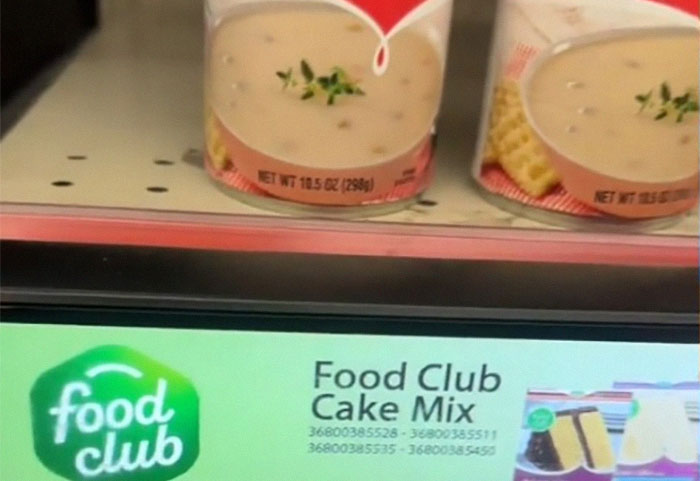 NET WT 10.5 OZ (298g)
NET WT 10.5 OZ
food
club
Food Club
Cake Mix
36800385528 - 36800385511
36800385535 - 36800385450